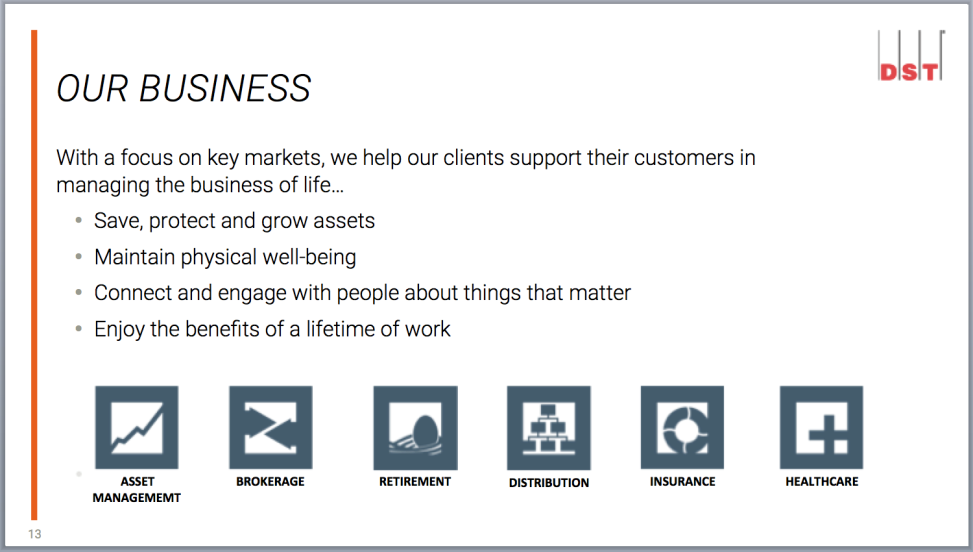 DST
OUR BUSINESS
With a focus on key markets, we help our clients support their customers in
managing the business of life…
• Save, protect and grow assets
• Maintain physical well-being
• Connect and engage with people about things that matter
• Enjoy the benefits of a lifetime of work
ASSET
MANAGEMEMT
BROKERAGE
RETIREMENT
DISTRIBUTION
INSURANCE
HEALTHCARE
13